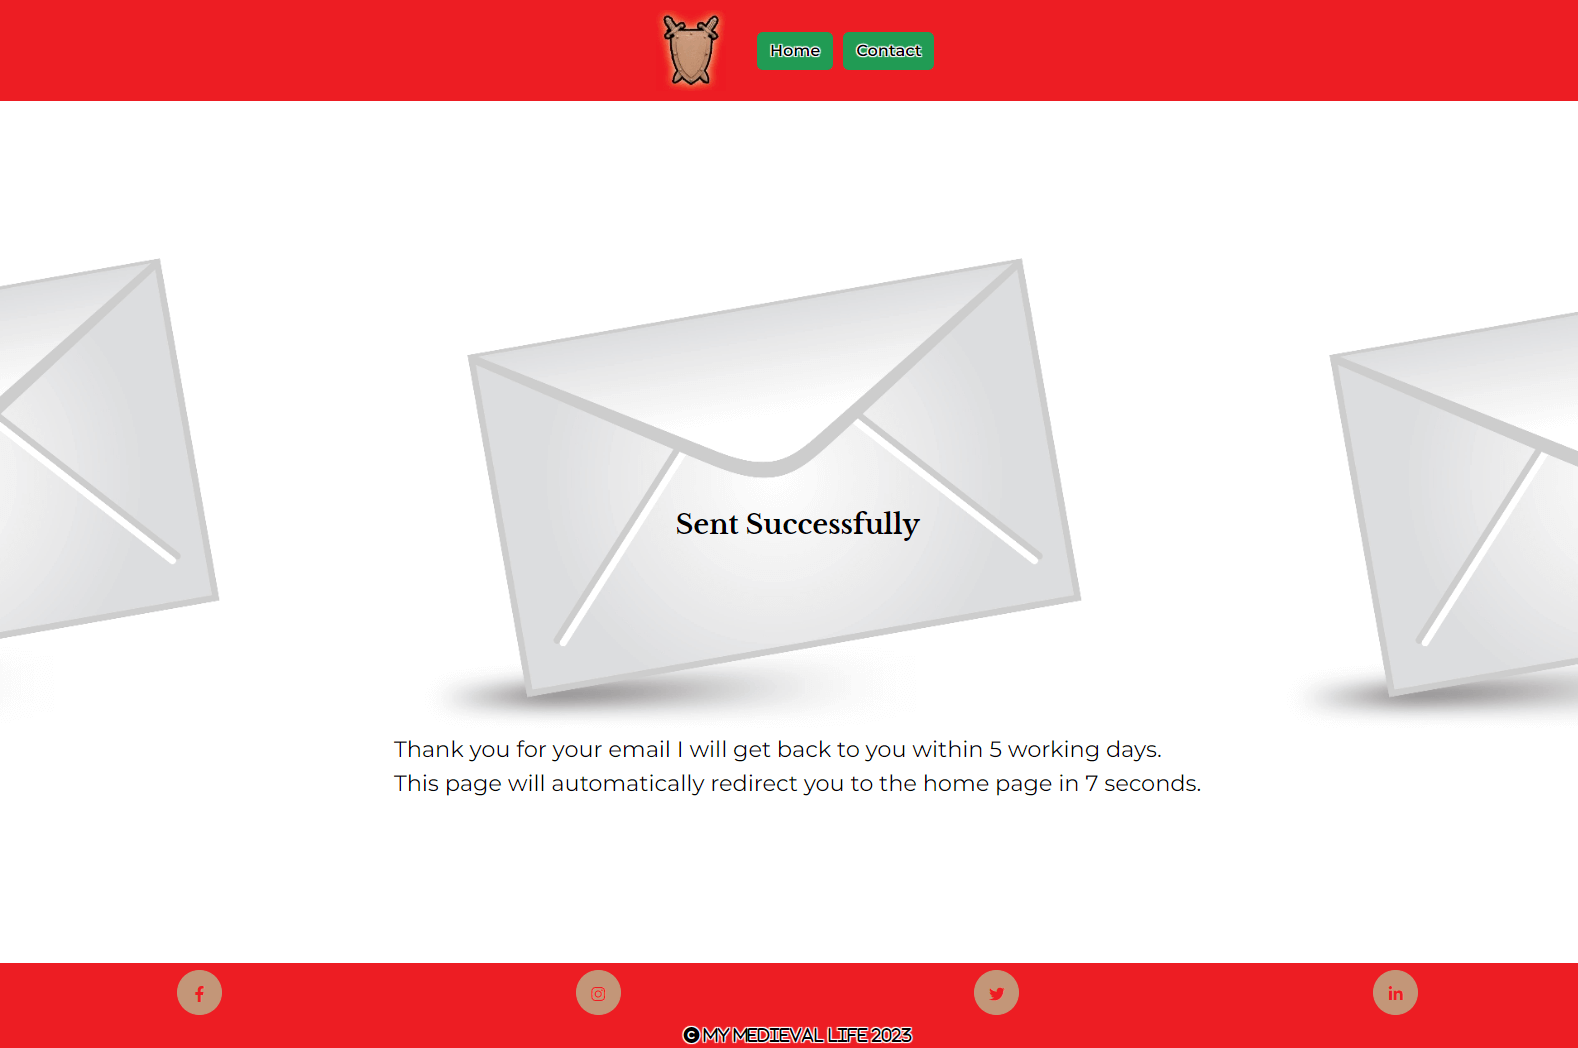 Home
Contact
Sent Successfully
Thank you for your email I will get back to you within 5 working days.
This page will automatically redirect you to the home page in 7 seconds.
© MY MEDIEVAL LIFE 2023